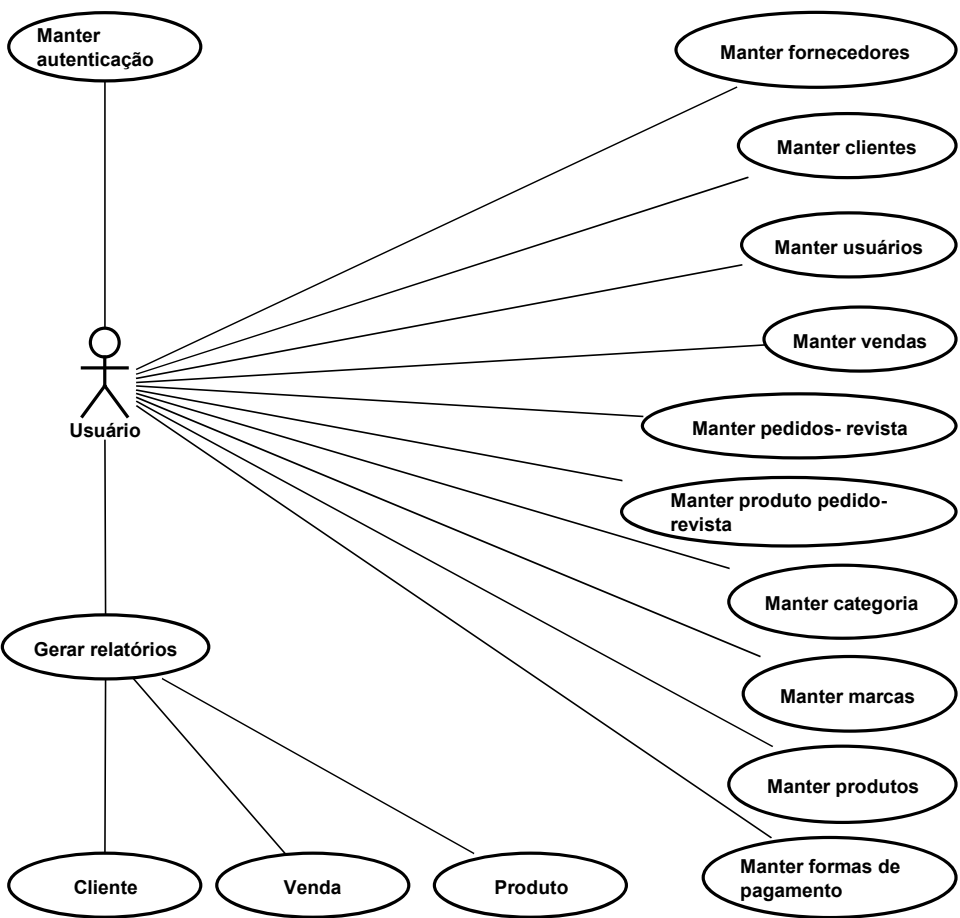 Manter
autenticação
Manter fornecedores
Manter clientes
Manter usuários
Manter vendas
Usuário
Manter pedidos- revista
Manter produto pedido-
revista
Manter categoria
Gerar relatórios
Manter marcas
Manter produtos
Manter formas de
pagamento
Cliente
Venda
Produto